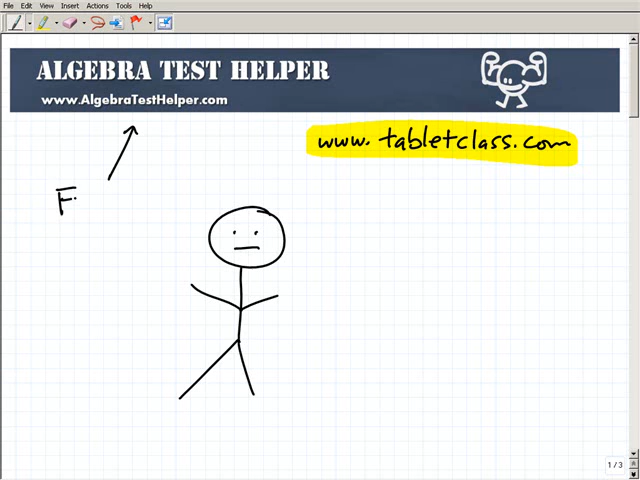 File Edit View Insert Actions Tools Help
ALGEBRA TEST HELPER
www.AlgebraTestHelper.com
www.tabletclass.com
F
1 / 3